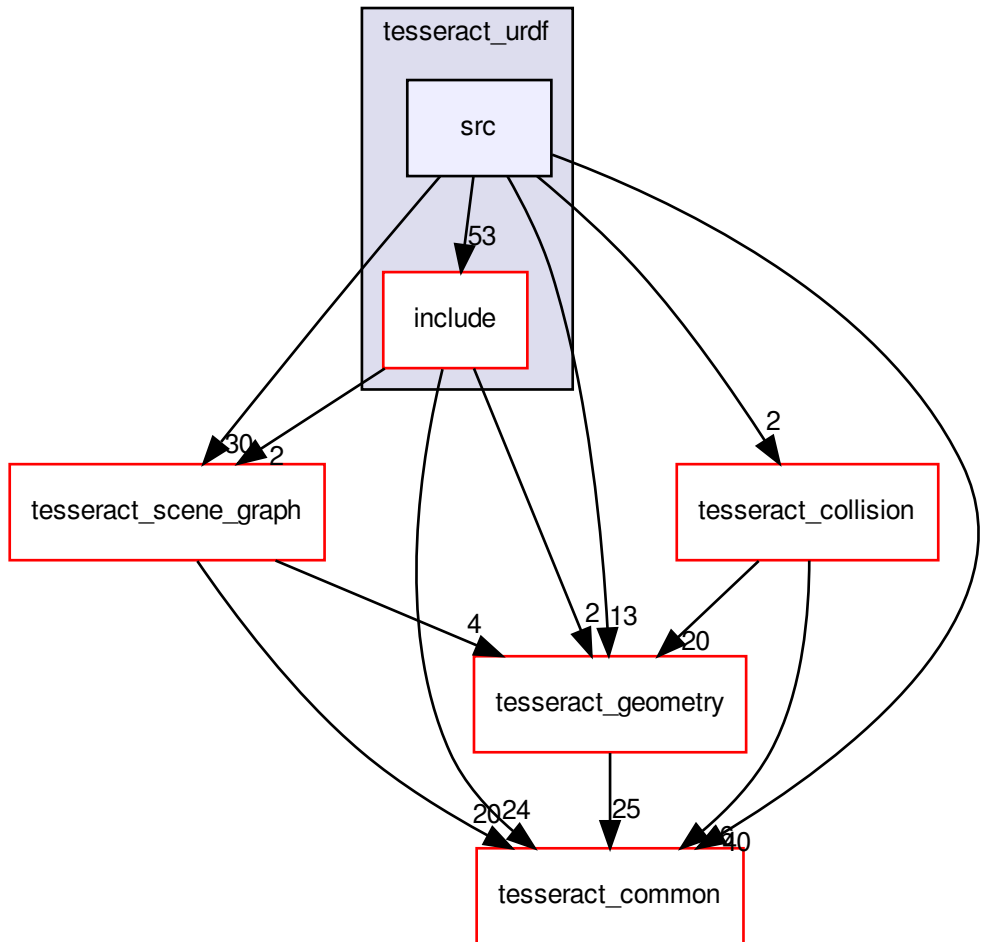 tesseract_urdf
src
53
include
30
2
2
tesseract_scene_graph
tesseract_collision
4
2
13
20
tesseract_geometry
20
24
25
40
tesseract_common